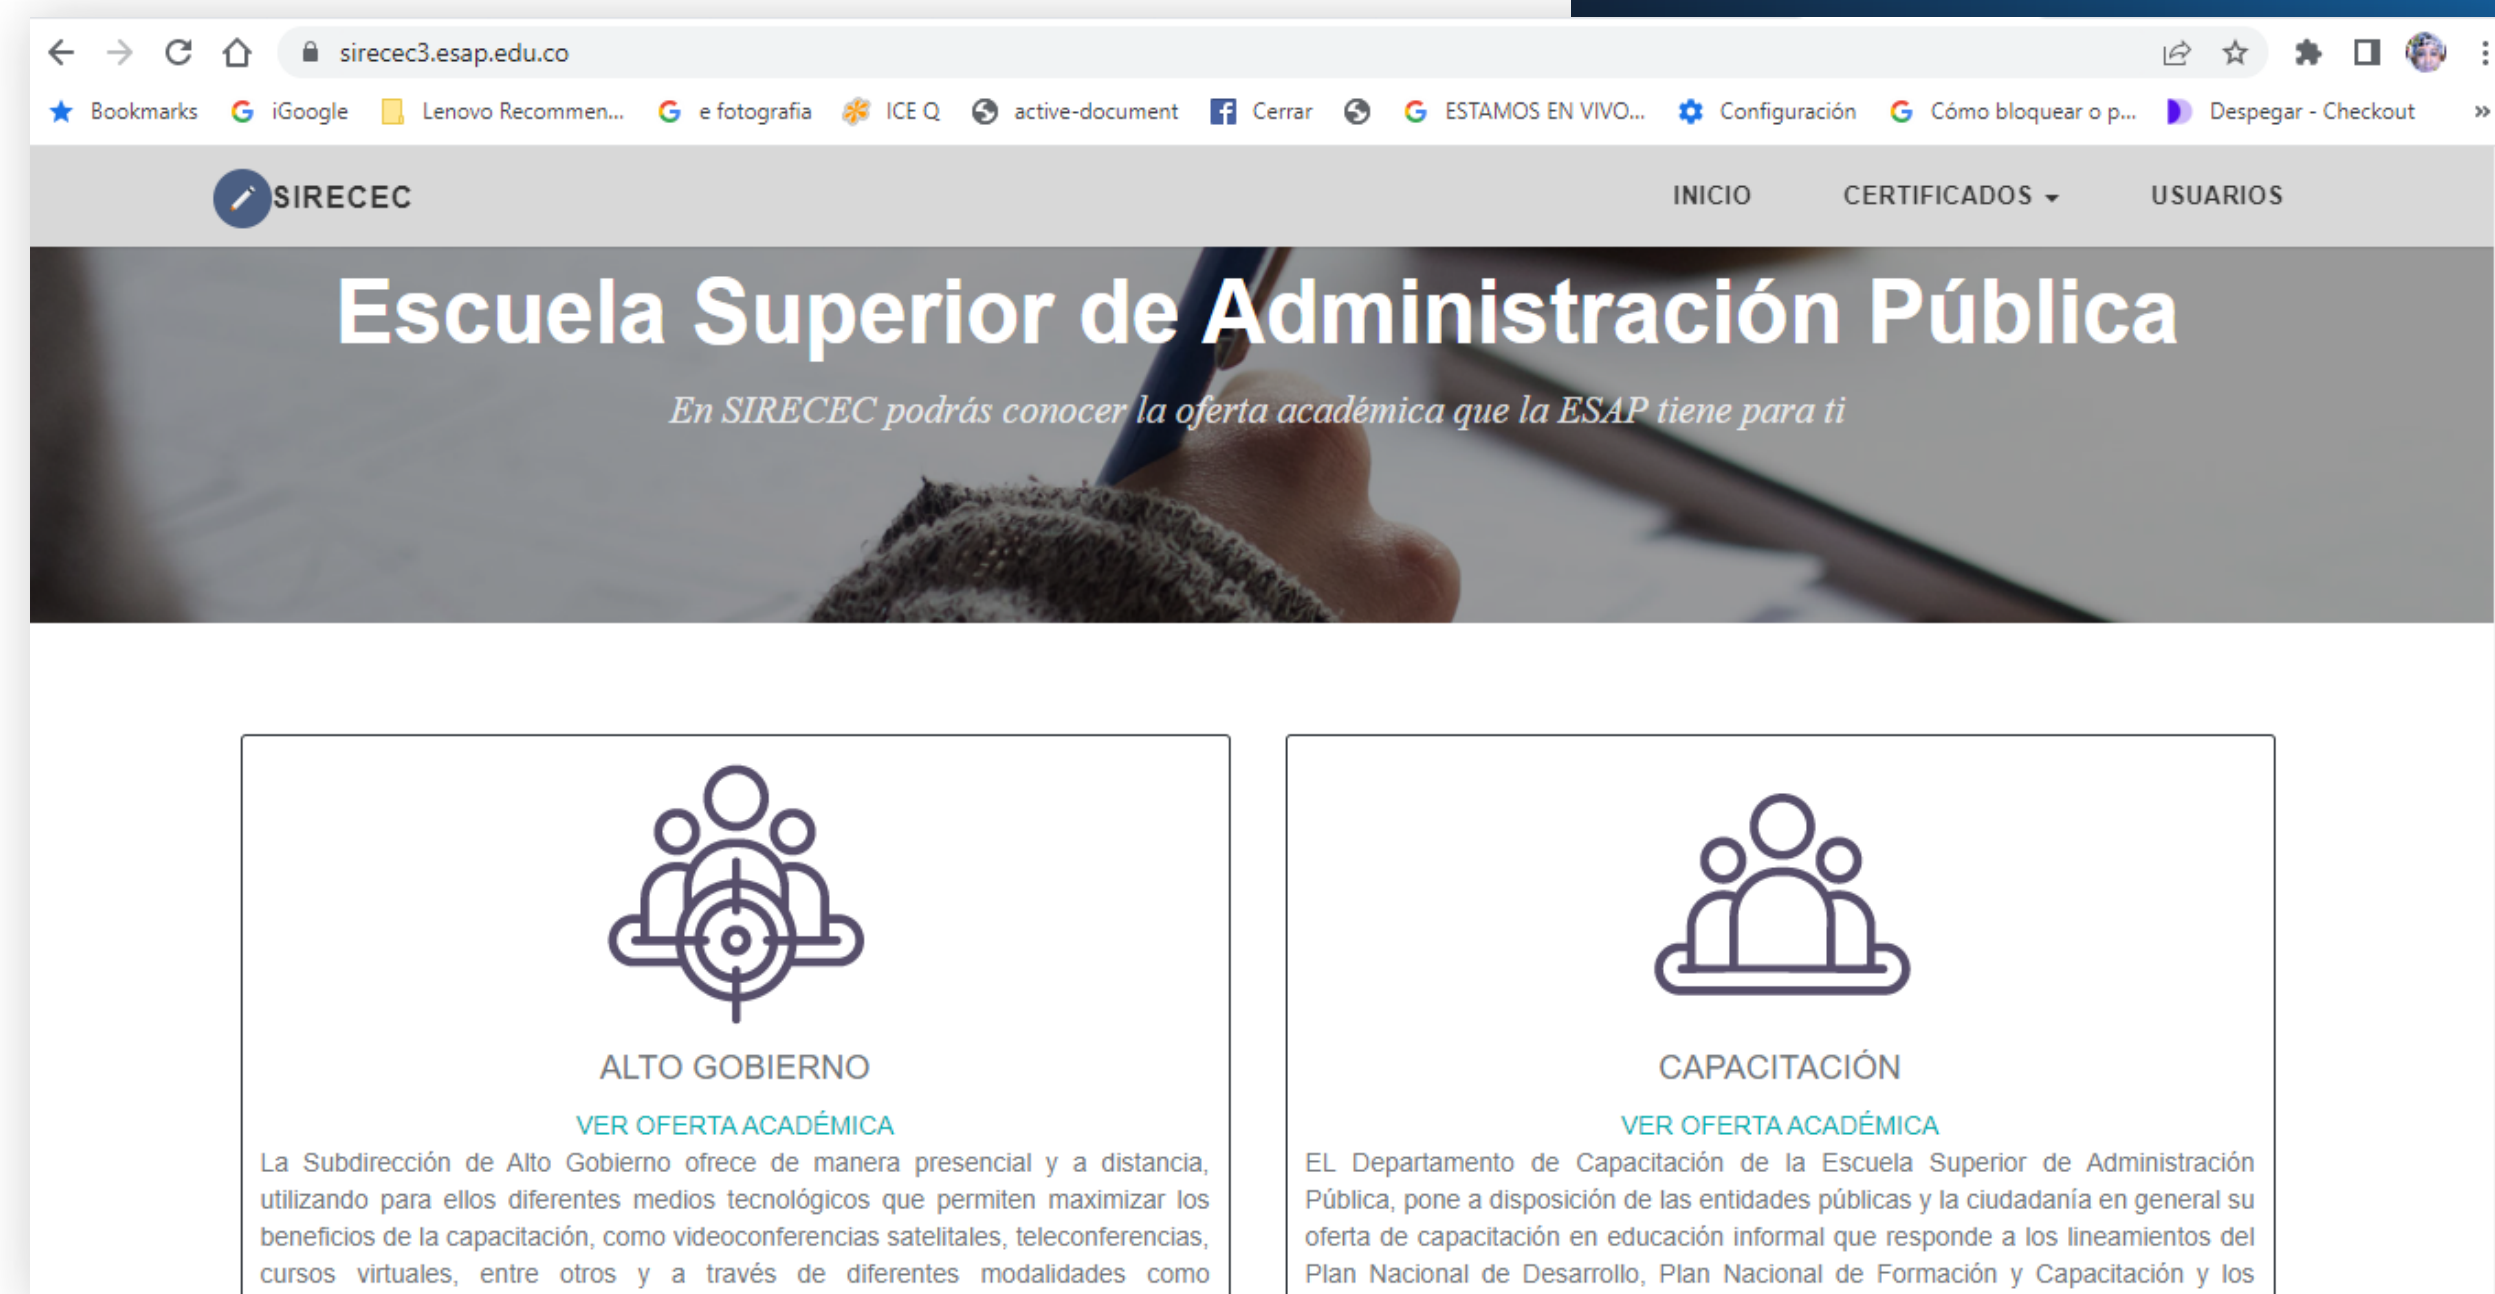 sirecec3.esap.edu.co
Bookmarks iGoogle Lenovo Recommen... e fotografia ICE Q active-document Cerrar ESTAMOS EN VIVO... Configuración Cómo bloquear o p... Despegar - Checkout »
SIRECEC INICIO CERTIFICADOS USUARIOS
Escuela Superior de Administración Pública
En SIRECEC podrás conocer la oferta académica que la ESAP tiene para ti
ALTO GOBIERNO
VER OFERTA ACADÉMICA
La Subdirección de Alto Gobierno ofrece de manera presencial y a distancia,
utilizando para ellos diferentes medios tecnológicos que permiten maximizar los
beneficios de la capacitación, como videoconferencias satelitales, teleconferencias,
cursos virtuales, entre otros y a través de diferentes modalidades como
CAPACITACIÓN
VER OFERTA ACADÉMICA
EL Departamento de Capacitación de la Escuela Superior de Administración
Pública, pone a disposición de las entidades públicas y la ciudadanía en general su
oferta de capacitación en educación informal que responde a los lineamientos del
Plan Nacional de Desarrollo, Plan Nacional de Formación y Capacitación y los